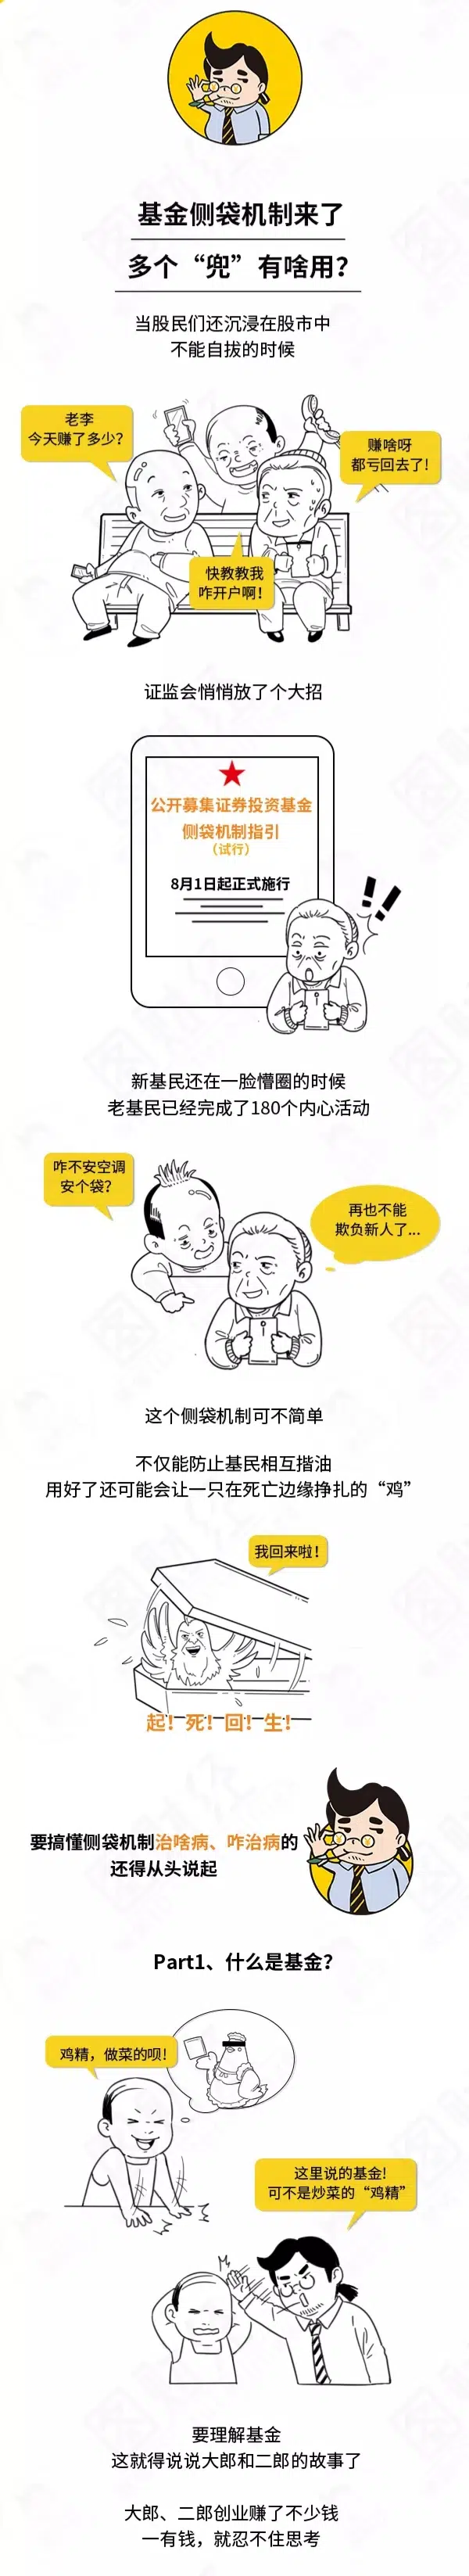 基金侧袋机制来了
多个“兜”有啥用？
当股民们还沉浸在股市中
不能自拔的时候
老李
今天赚了多少？
赚啥呀
都亏回去了！
快教教我
咋开户啊！
证监会悄悄放了个大招
公开募集证券投资基金
侧袋机制指引
（试行）
8月1日起正式施行
新基民还在一脸懵圈的时候
老基民已经完成了180个内心活动
咋不安空调
安个袋？
再也不能
欺负新人了...
这个侧袋机制可不简单
不仅能防止基民相互揩油
用好了还可能会让一只在死亡边缘挣扎的“鸡”
我回来啦！
起！死！回！生！
要搞懂侧袋机制治啥病、咋治病的
还得从头说起
Part1、什么是基金？
鸡精，做菜的呗！
这里说的基金！
可不是炒菜的“鸡精”
要理解基金
这就得说说大郎和二郎的故事了
大郎、二郎创业赚了不少钱
一有钱，就忍不住思考